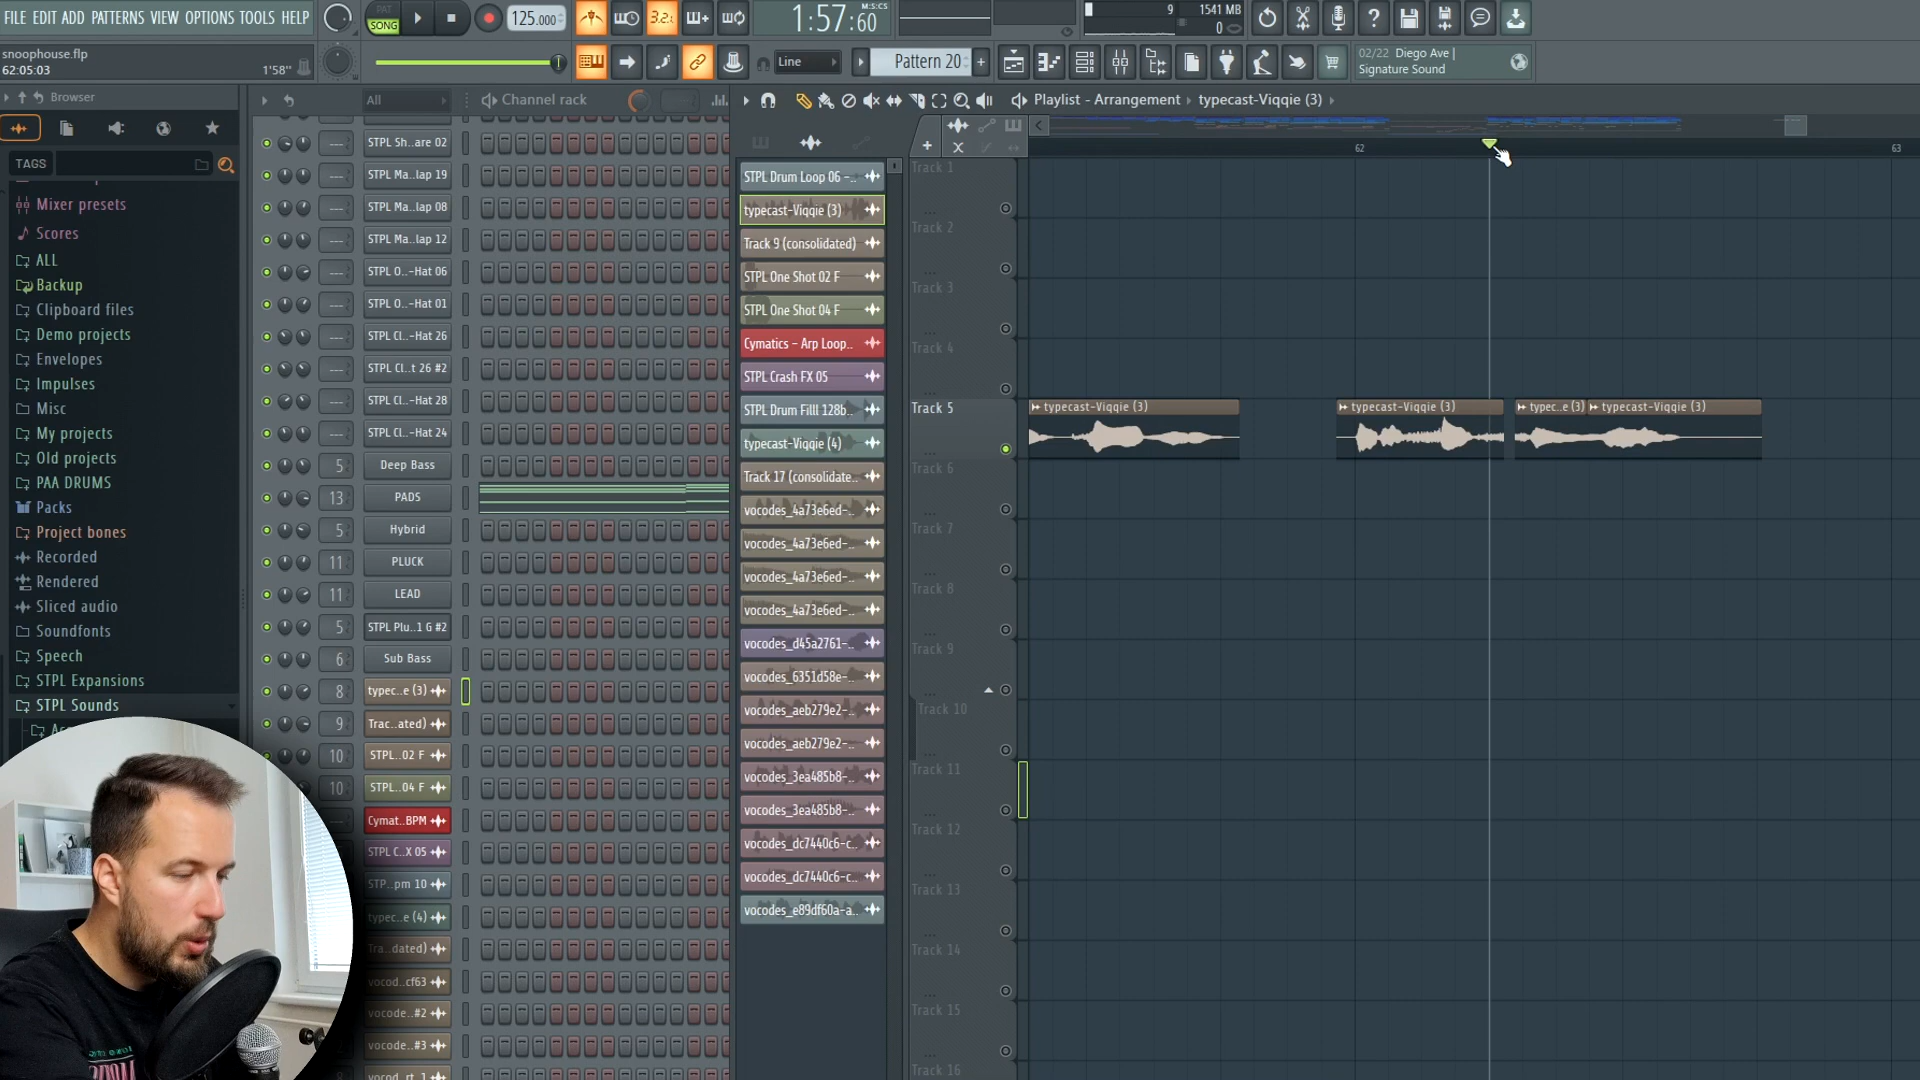 FILE EDIT ADD PATTERNS VIEW OPTIONS TOOLS HELP
PAT
SONG
125.000
3.2.
1:57:60
M:S:CS
9
1541 MB
0
snoophouse.flp
62:05:03
1'58"
Line
Pattern 20
02/22 Diego Ave |
Signature Sound
Browser
All
Channel rack
Playlist - Arrangement
typecast-Viqqie (3)
TAGS
Mixer presets
Scores
ALL
Backup
Clipboard files
Demo projects
Envelopes
Impulses
Misc
My projects
Old projects
PAA DRUMS
Packs
Project bones
Recorded
Rendered
Sliced audio
Soundfonts
Speech
STPL Expansions
STPL Sounds
--- STPL Sh..are 02
--- STPL Ma..lap 19
--- STPL Ma..lap 08
--- STPL Ma..lap 12
--- STPL O..-Hat 06
--- STPL O..-Hat 01
--- STPL Cl..-Hat 26
--- STPL Cl..t 26 #2
--- STPL Cl..-Hat 28
--- STPL Cl..-Hat 24
5 Deep Bass
13 PADS
5 Hybrid
11 PLUCK
11 LEAD
5 STPL Plu..1 G #2
6 Sub Bass
8 typec..e (3)
9 Trac..ated)
10 STPL..02 F
10 STPL..04 F
Cymat..BPM
STPL C..X 05
STP..pm 10
typec..e (4)
Tra..dated)
vocod..cf63
vocode..#2
vocode..#3
vocod..rt_1
STPL Drum Loop 06 -..
typecast-Viqqie (3)
Track 9 (consolidated)
STPL One Shot 02 F
STPL One Shot 04 F
Cymatics - Arp Loop..
STPL Crash FX 05
STPL Drum Filll 128b..
typecast-Viqqie (4)
Track 17 (consolidate..
vocodes_4a73e6ed-..
vocodes_4a73e6ed-..
vocodes_4a73e6ed-..
vocodes_4a73e6ed-..
vocodes_d45a2761-..
vocodes_6351d58e-..
vocodes_aeb279e2-..
vocodes_aeb279e2-..
vocodes_3ea485b8-..
vocodes_3ea485b8-..
vocodes_dc7440c6-c..
vocodes_dc7440c6-c..
vocodes_e89df60a-a..
62
63
Track 1
Track 2
Track 3
Track 4
Track 5
Track 6
Track 7
Track 8
Track 9
Track 10
Track 11
Track 12
Track 13
Track 14
Track 15
Track 16
typecast-Viqqie (3)
typecast-Viqqie (3)
typec..e (3)
typecast-Viqqie (3)